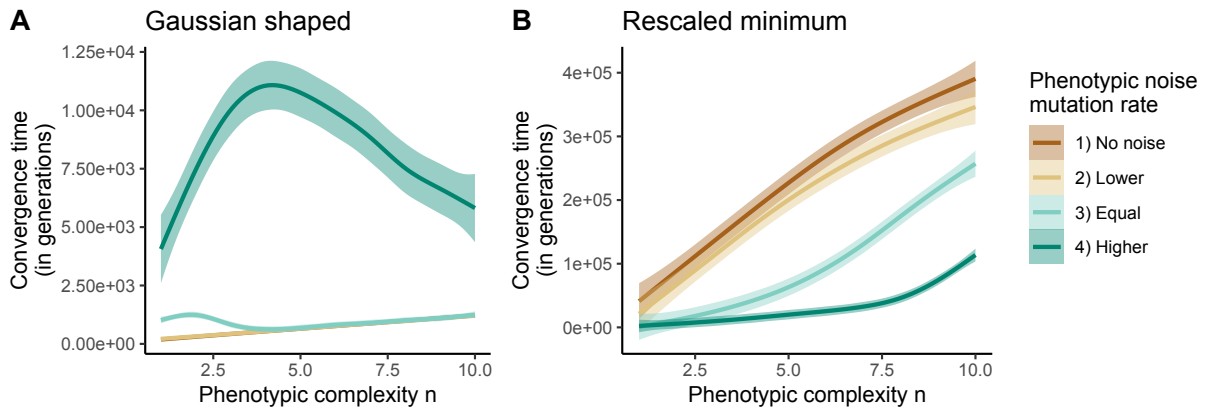 A Gaussian shaped
Convergence time
(in generations)
1.25e+04
1.00e+04
7.50e+03
5.00e+03
2.50e+03
0.00e+00
2.5 5.0 7.5 10.0
Phenotypic complexity n
B Rescaled minimum
Convergence time
(in generations)
4e+05
3e+05
2e+05
1e+05
0e+00
2.5 5.0 7.5 10.0
Phenotypic complexity n
Phenotypic noise
mutation rate
1) No noise
2) Lower
3) Equal
4) Higher